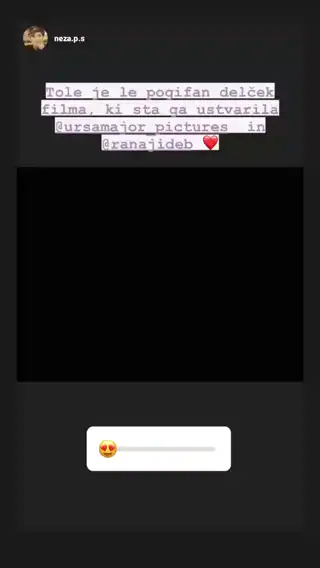 neza.p.s
Tole je le pogifan delček
filma, ki sta ga ustvarila
@ursamajor_pictures in
@ranajideb ❤️